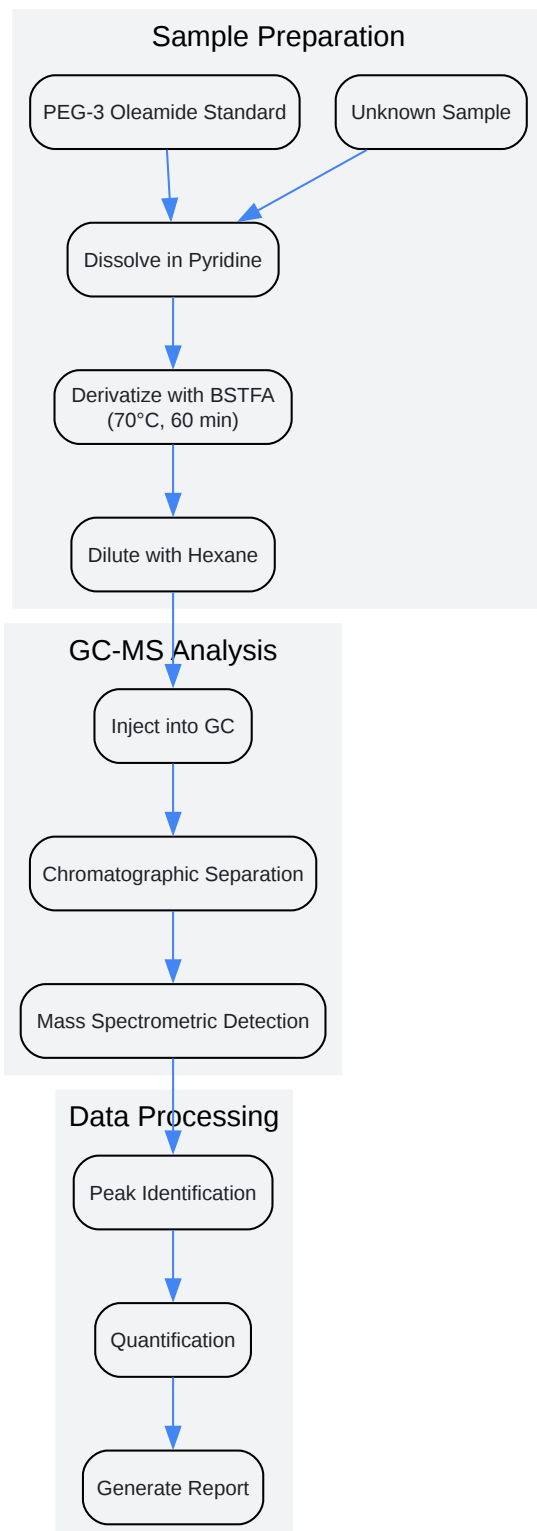 Sample Preparation
PEG-3 Oleamide Standard
Unknown Sample
Dissolve in Pyridine
Derivatize with BSTFA
(70°C, 60 min)
Dilute with Hexane
GC-MS Analysis
Inject into GC
Chromatographic Separation
Mass Spectrometric Detection
Data Processing
Peak Identification
Quantification
Generate Report